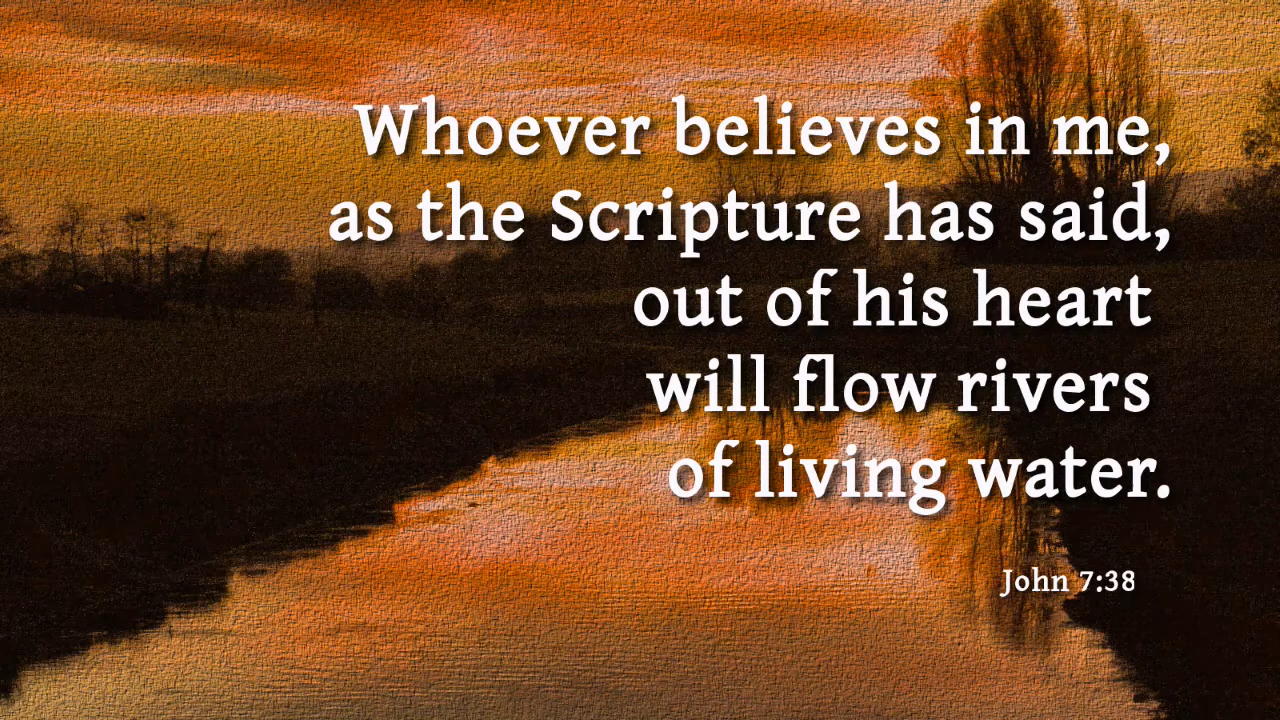 Whoever believes in me,
as the Scripture has said,
out of his heart
will flow rivers
of living water.
John 7:38